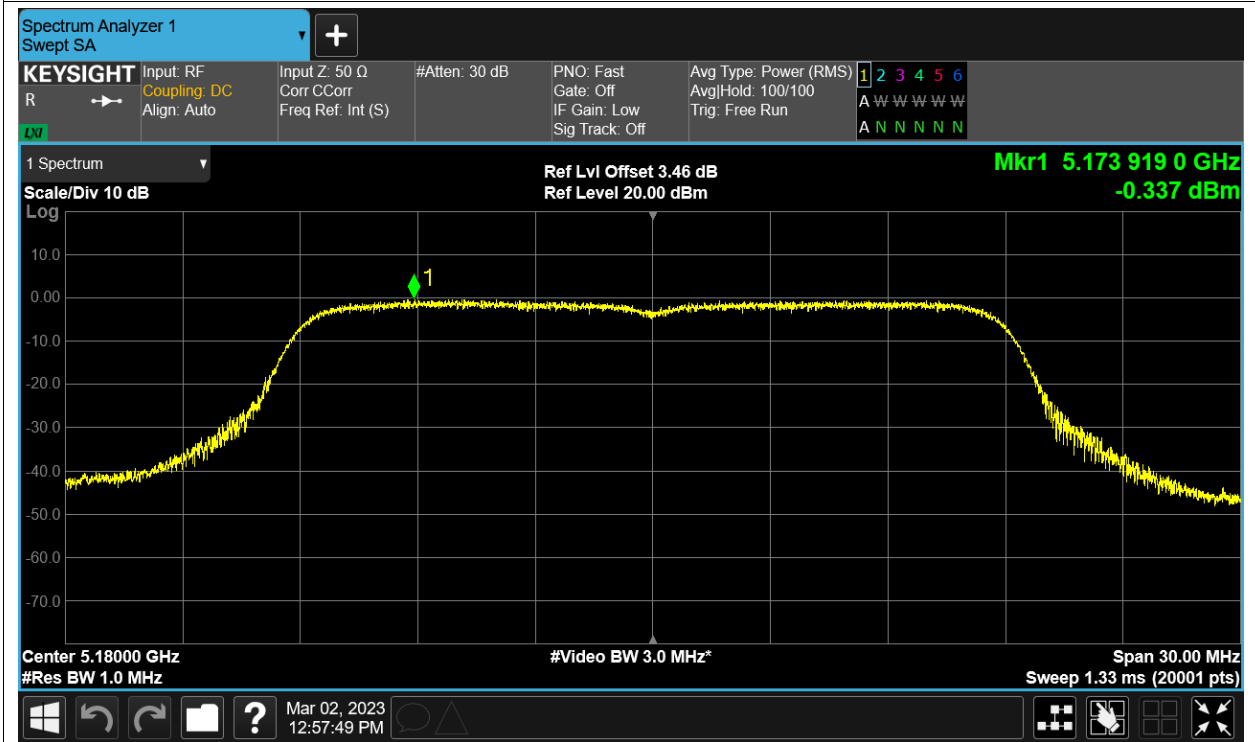 Spectrum Analyzer 1
Swept SA
+
KEYSIGHT
R
LXI
Input: RF
Coupling: DC
Align: Auto
Input Z: 50 Ω
Corr CCorr
Freq Ref: Int (S)
#Atten: 30 dB
PNO: Fast
Gate: Off
IF Gain: Low
Sig Track: Off
Avg Type: Power (RMS)
Avg|Hold: 100/100
Trig: Free Run
1 2 3 4 5 6
A W W W W W
A N N N N N
1 Spectrum
Scale/Div 10 dB
Log
Ref Lvl Offset 3.46 dB
Ref Level 20.00 dBm
Mkr1 5.173 919 0 GHz
-0.337 dBm
1
10.0
0.00
-10.0
-20.0
-30.0
-40.0
-50.0
-60.0
-70.0
Center 5.18000 GHz
#Res BW 1.0 MHz
#Video BW 3.0 MHz*
Span 30.00 MHz
Sweep 1.33 ms (20001 pts)
?
Mar 02, 2023
12:57:49 PM